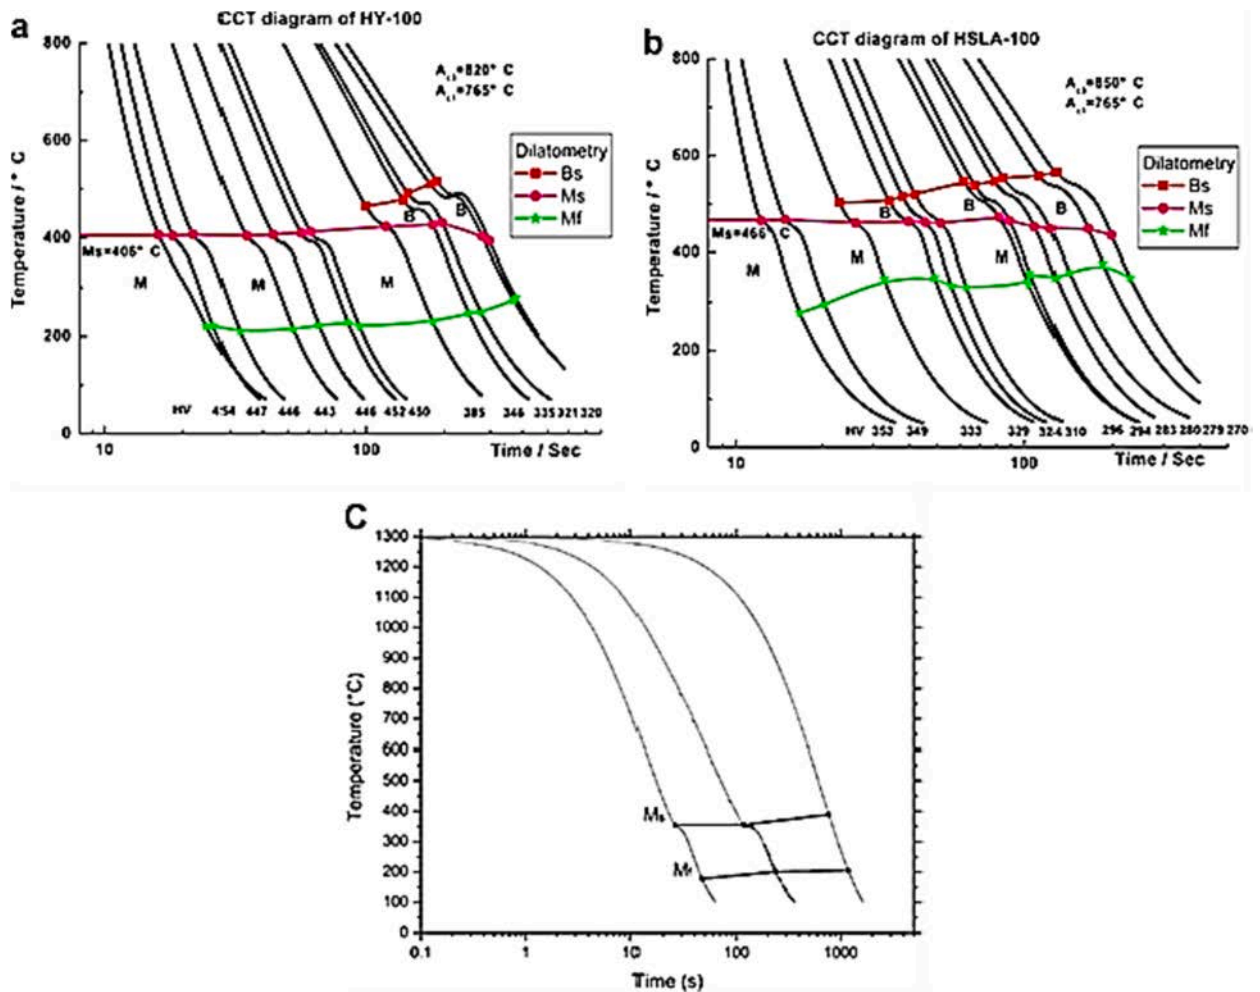 a
CCT diagram of HY-100
800
600
400
200
0
Temperature / ° C
Ac3=820° C
Ac1=765° C
Dilatometry
Bs
Ms
Mf
B
B
Ms=406° C
M
M
M
HV 454 447 446 443 446 452 450 385 346 335 321 320
10
100
Time / Sec
b
CCT diagram of HSLA-100
800
600
400
200
0
Temperature / ° C
Ac3=850° C
Ac1=765° C
Dilatometry
Bs
Ms
Mf
B
B
B
Ms=466° C
M
M
M
HV 353 349 333 329 324 310 296 294 283 280 279 270
10
100
Time / Sec
C
1300
1200
1100
1000
900
800
700
600
500
400
300
200
100
0
Temperature (°C)
Ms
Mf
0.1
1
10
100
1000
Time (s)